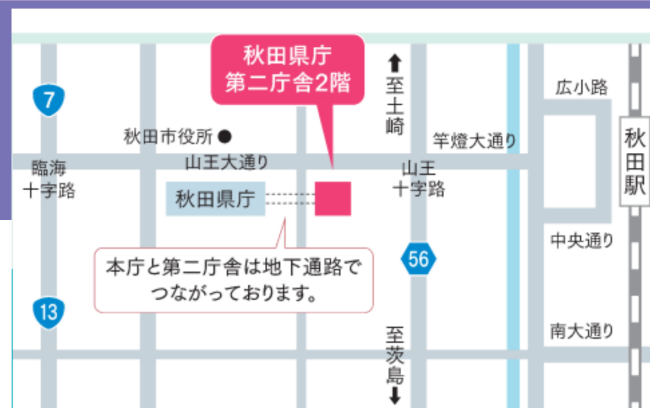 秋田県庁
第二庁舎2階
7
至土崎
広小路
秋田市役所
竿燈大通り
山王大通り
秋田駅
臨海
十字路
山王
十字路
秋田県庁
中央通り
本庁と第二庁舎は地下通路で
つながっております。
56
13
至茨島
南大通り